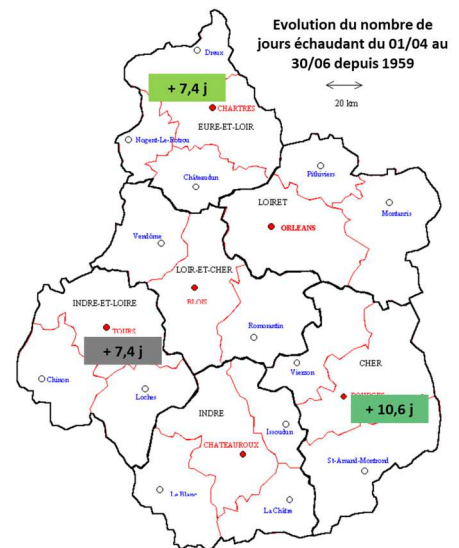 Evolution du nombre de
jours échaudant du 01/04 au
30/06 depuis 1959
20 km
Dreux
+ 7,4 j
CHARTRES
EURE-ET-LOIR
Nogent-Le-Rotrou
Châteaudun
Pithiviers
LOIRET
Montargis
ORLEANS
Vendôme
LOIR-ET-CHER
BLOIS
INDRE-ET-LOIRE
TOURS
Romorantin
+ 7,4 j
Vierzon
CHER
Chinon
Loches
INDRE
BOURGES
+ 10,6 j
Issoudun
CHATEAUROUX
St-Amand-Montrond
Le Blanc
La Châtre